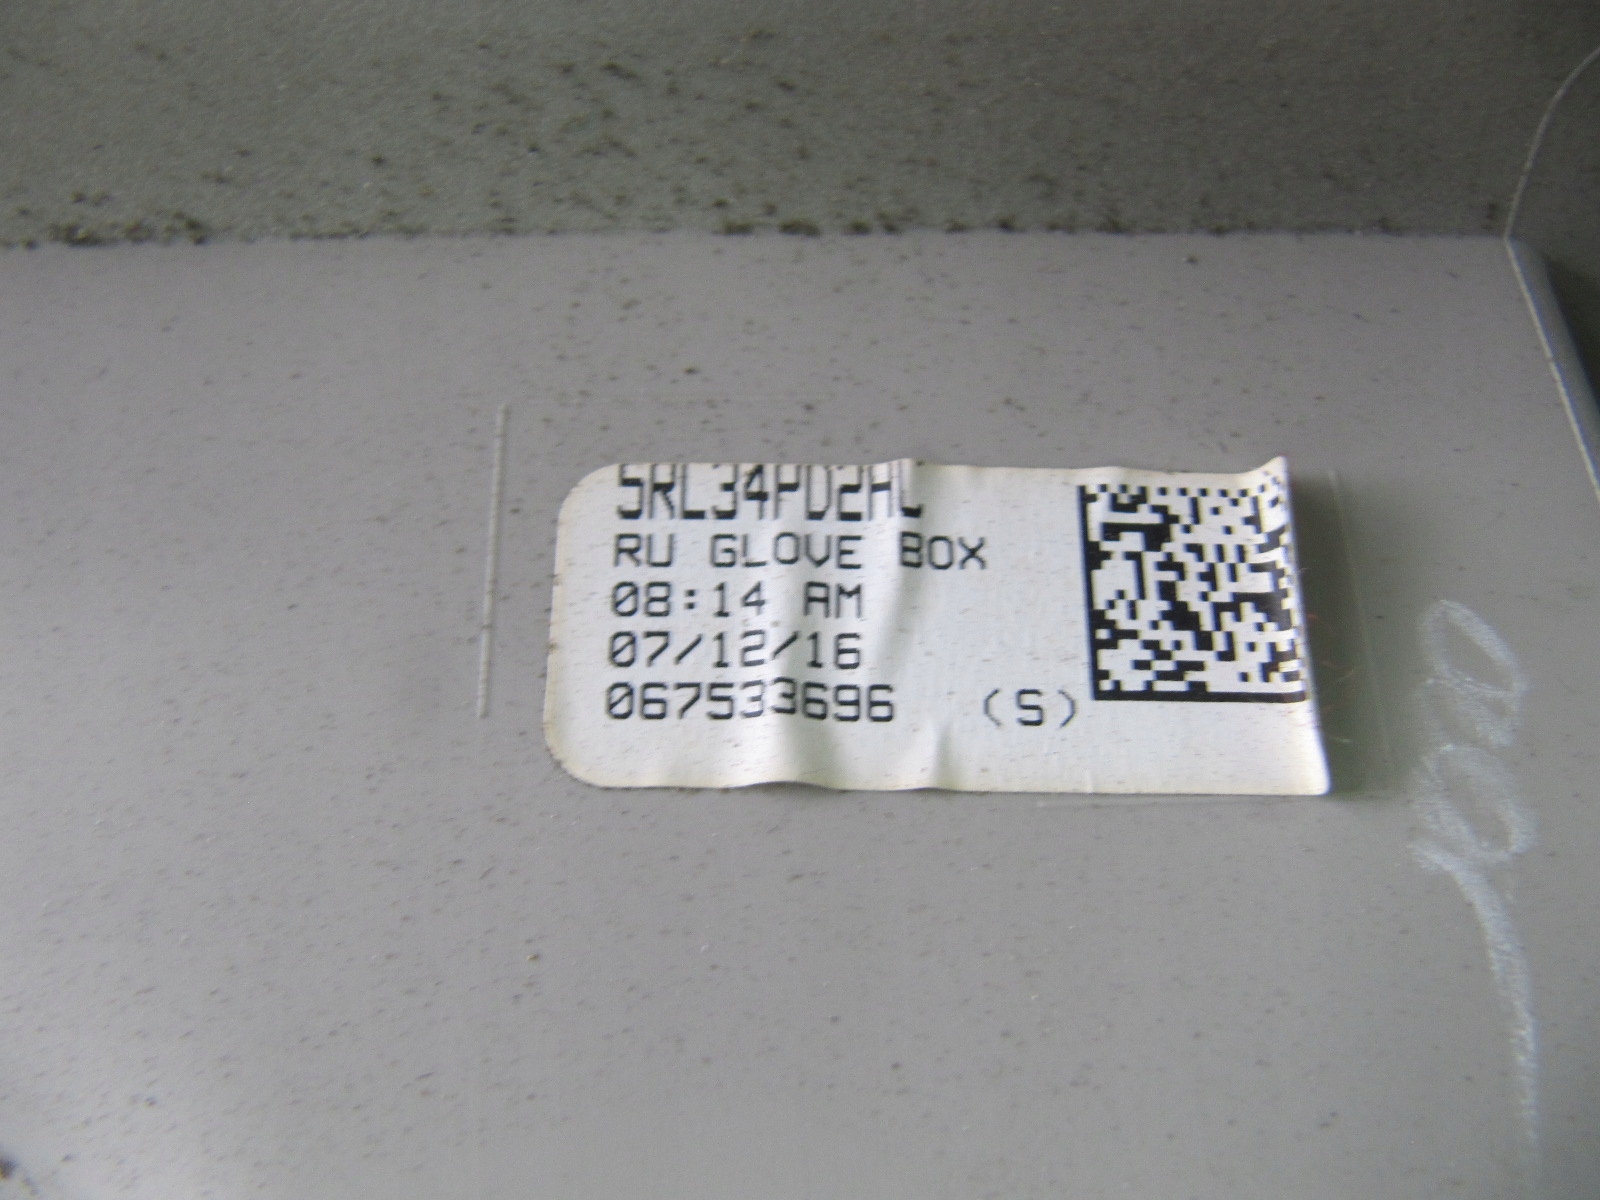 5RL34PD2AC
RU GLOVE BOX
08:14 AM
07/12/16
067533696 (S)